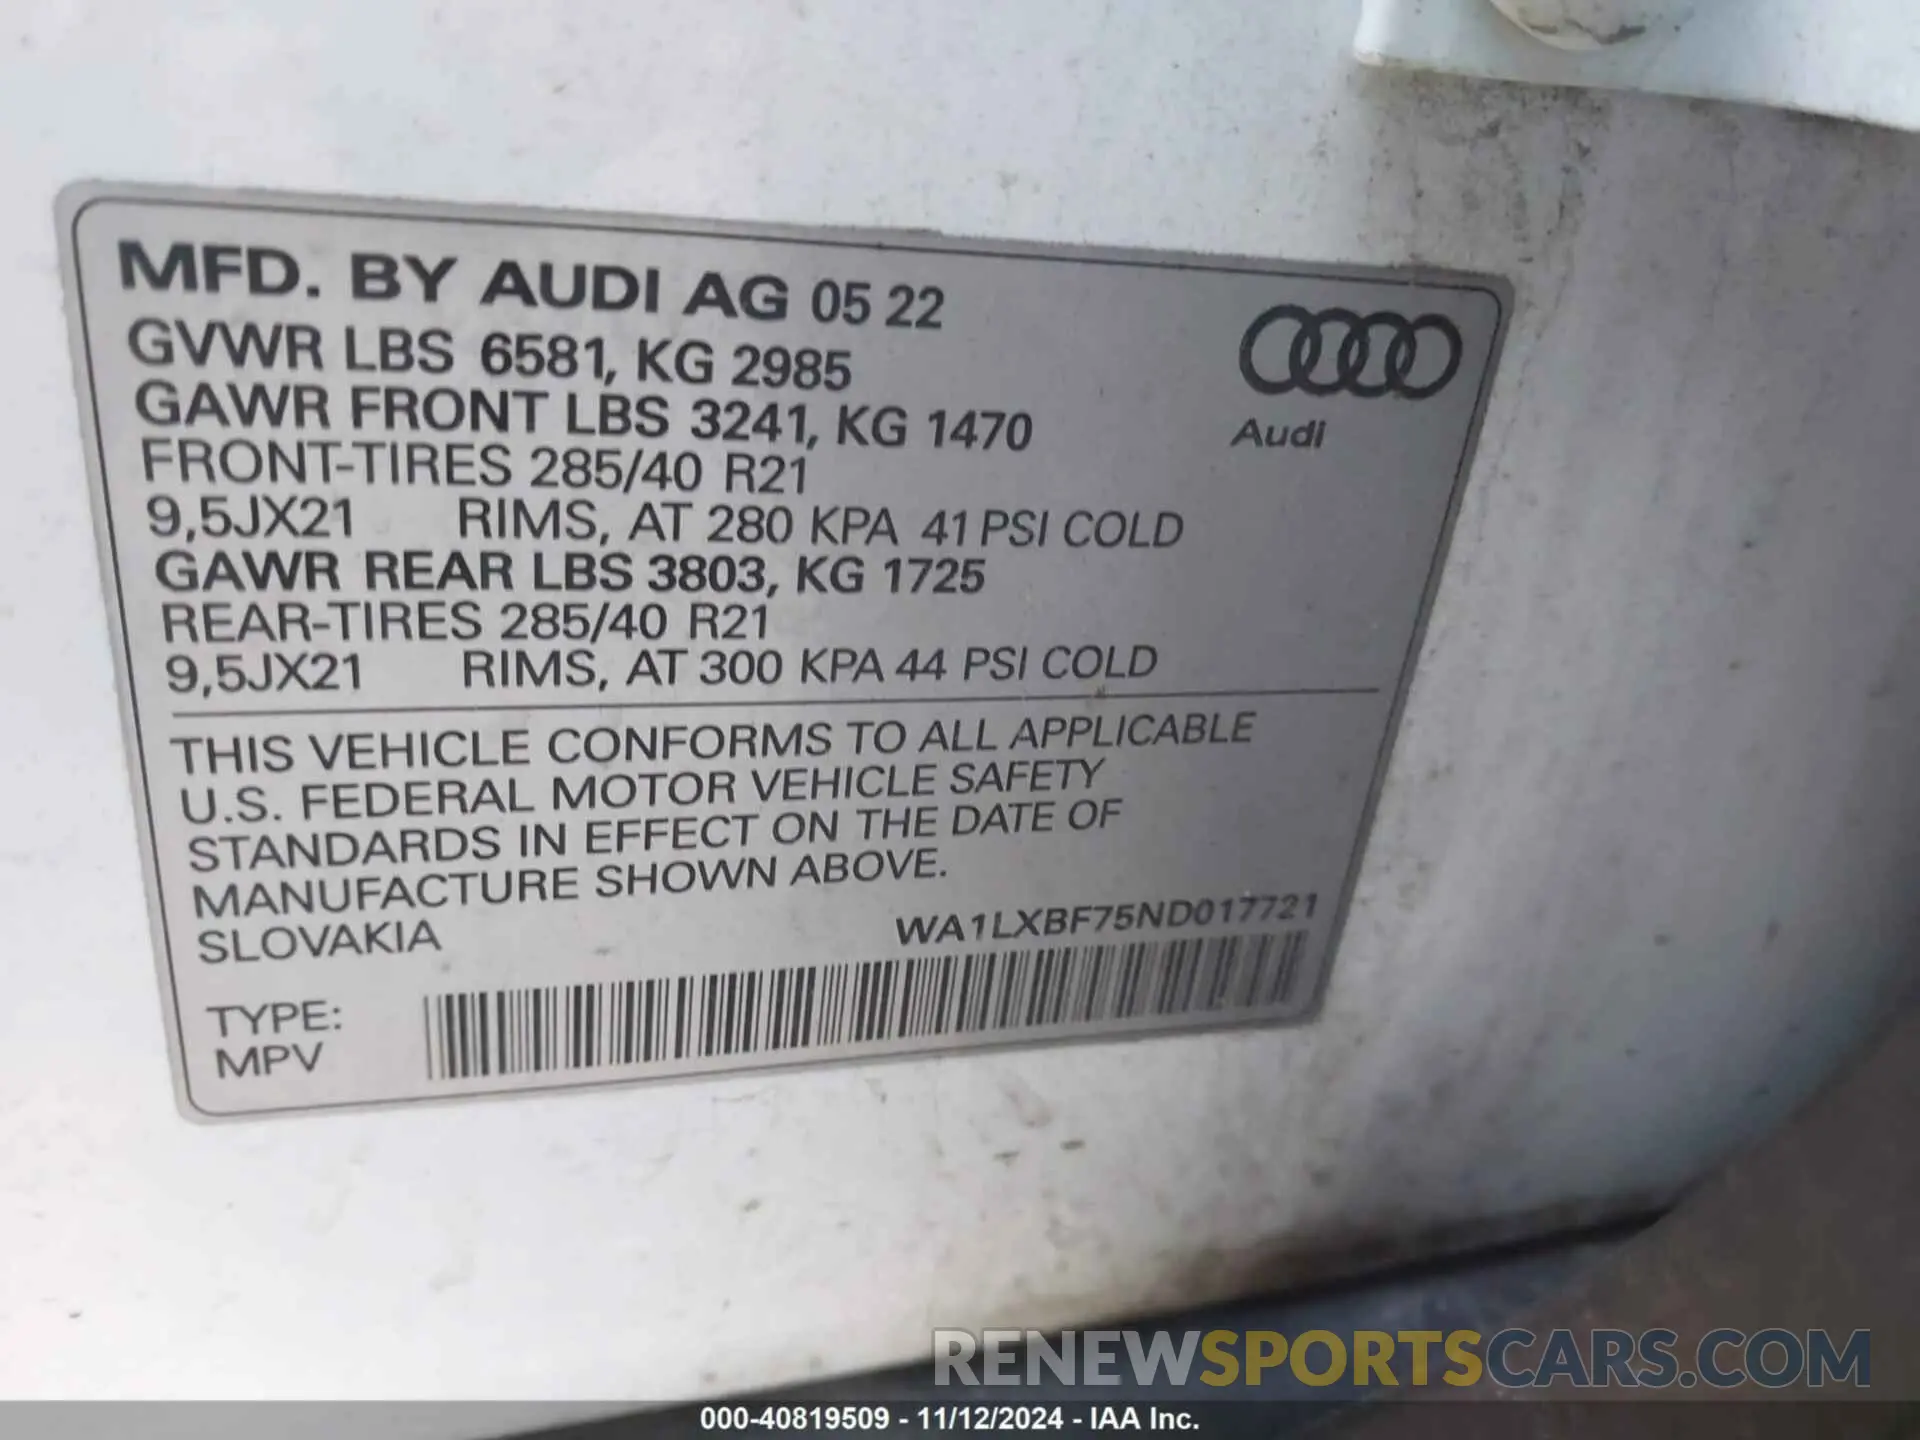 MFD. BY AUDI AG 05 22
GVWR LBS 6581, KG 2985
GAWR FRONT LBS 3241, KG 1470
FRONT-TIRES 285/40 R21
9,5JX21 RIMS, AT 280 KPA 41 PSI COLD
GAWR REAR LBS 3803, KG 1725
REAR-TIRES 285/40 R21
9,5JX21 RIMS, AT 300 KPA 44 PSI COLD
Audi
THIS VEHICLE CONFORMS TO ALL APPLICABLE
U.S. FEDERAL MOTOR VEHICLE SAFETY
STANDARDS IN EFFECT ON THE DATE OF
MANUFACTURE SHOWN ABOVE.
SLOVAKIA
WA1LXBF75ND017721
TYPE:
MPV
RENEWSPORTSCARS.COM
000-40819509 - 11/12/2024 - IAA Inc.